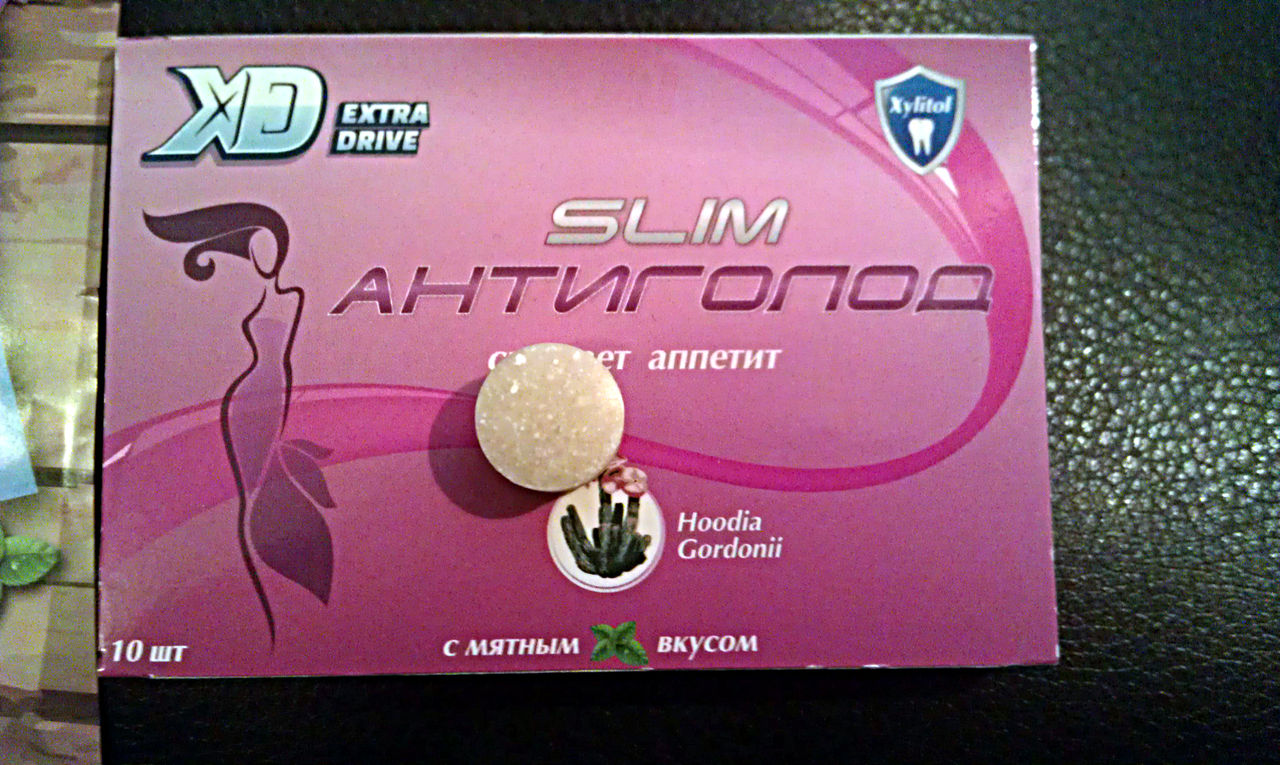 XD EXTRA
DRIVE
Xylitol
SLIM
АНТИГОЛОД
аппетит
Hoodia
Gordonii
10 шт
с мятным вкусом